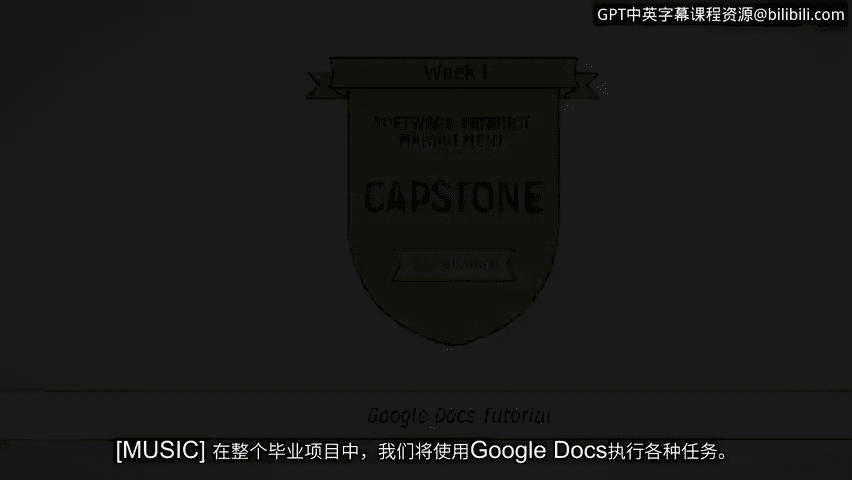 GPT中英字幕课程资源@bilibili.com
Week 1
SOFTWARE PRODUCT
MANAGEMENT
CAPSTONE
Google Docs Tutorial
[MUSIC] 在整个毕业项目中，我们将使用Google Docs执行各种任务。